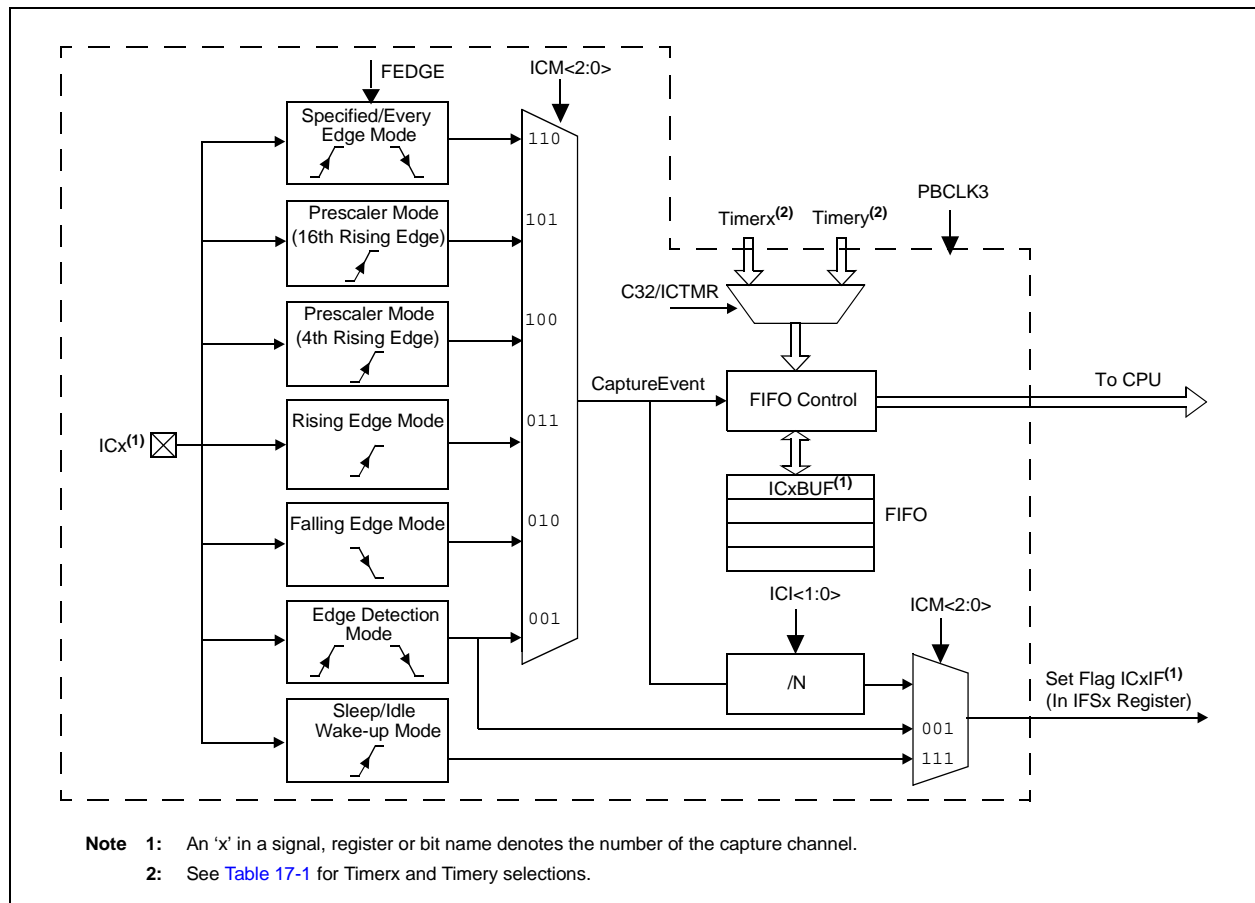 FEDGE
ICM<2:0>
Specified/Every
Edge Mode
110
PBCLK3
Prescaler Mode
(16th Rising Edge)
101
Timerx(2)
Timery(2)
C32/ICTMR
Prescaler Mode
(4th Rising Edge)
100
CaptureEvent
FIFO Control
To CPU
ICx(1)
Rising Edge Mode
011
ICxBUF(1)
FIFO
Falling Edge Mode
010
ICI<1:0>
ICM<2:0>
Edge Detection
Mode
001
/N
Set Flag ICxIF(1)
(In IFSx Register)
Sleep/Idle
Wake-up Mode
001
111
Note 1: An ‘x’ in a signal, register or bit name denotes the number of the capture channel.
2: See Table 17-1 for Timerx and Timery selections.